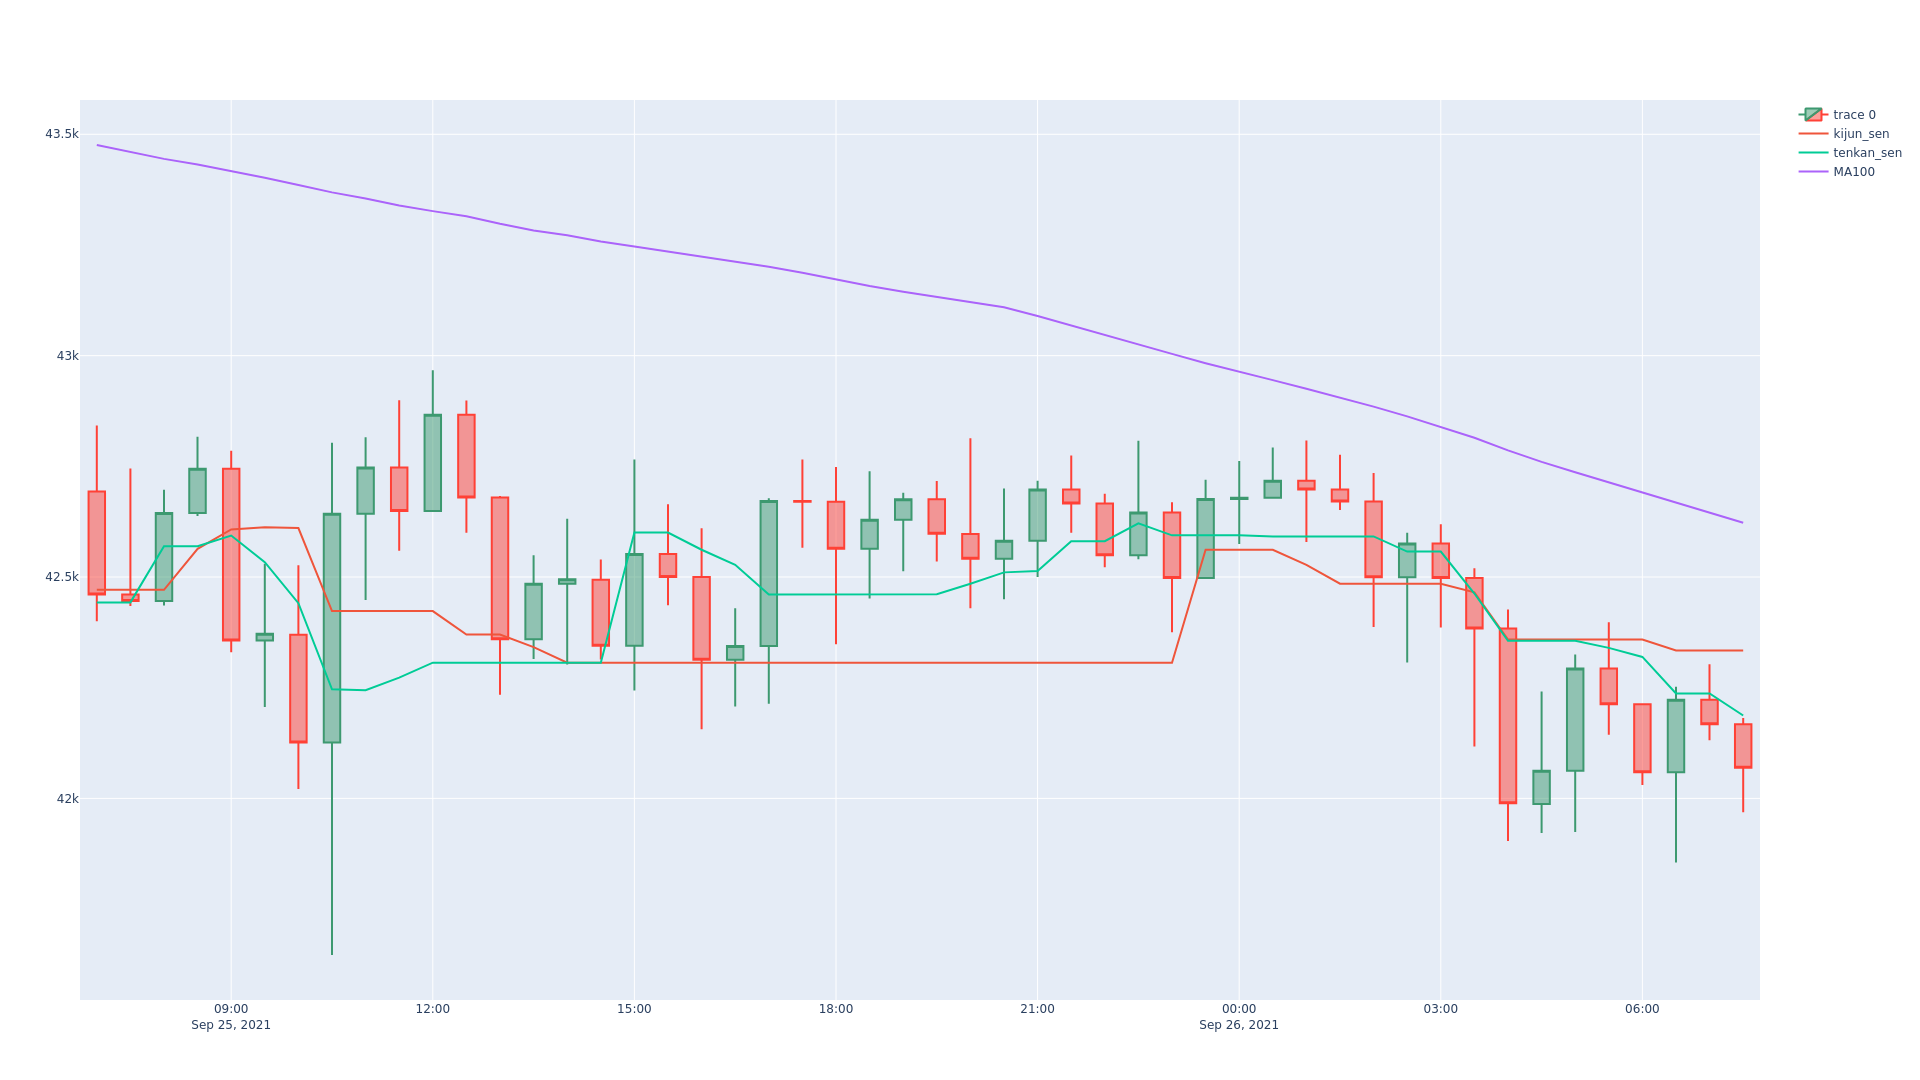 43.5k
43k
42.5k
42k
09:00
Sep 25, 2021
12:00
15:00
18:00
21:00
00:00
Sep 26, 2021
03:00
06:00
trace 0
kijun_sen
tenkan_sen
MA100